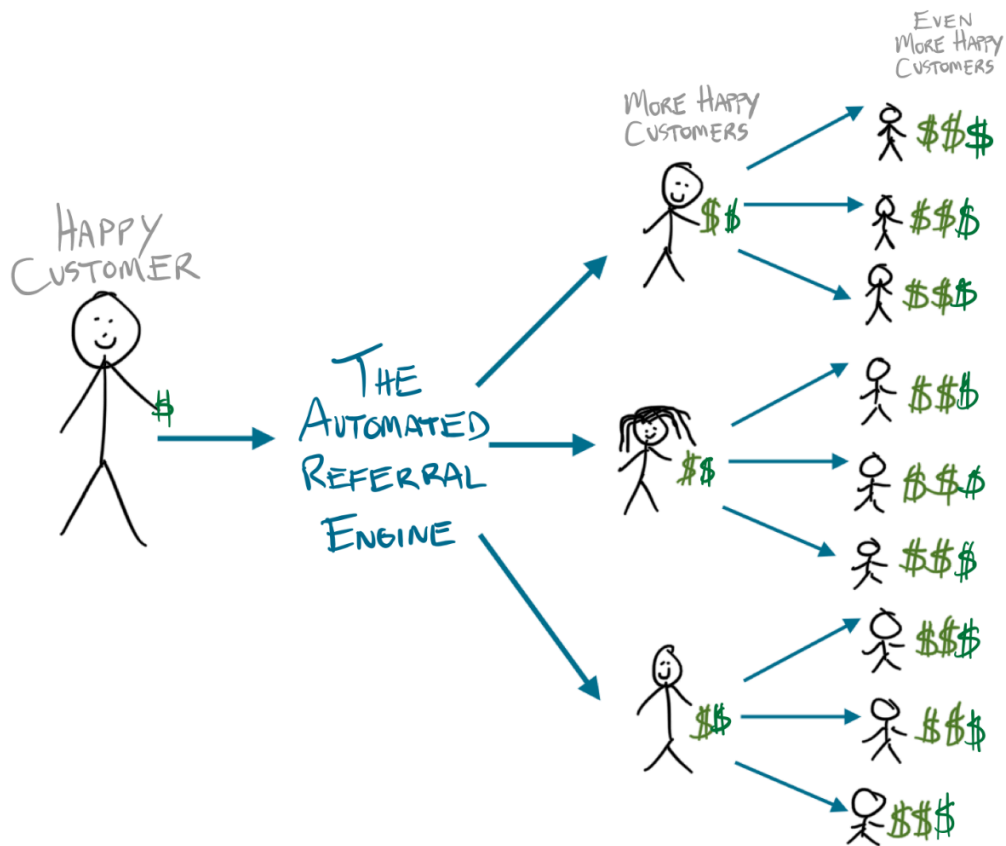 HAPPY
CUSTOMER
$
THE
AUTOMATED
REFERRAL
ENGINE
MORE HAPPY
CUSTOMERS
$$
$$
$$
EVEN
MORE HAPPY
CUSTOMERS
$$$
$$$
$$$
$$$
$$$
$$$
$$$
$$$
$$$